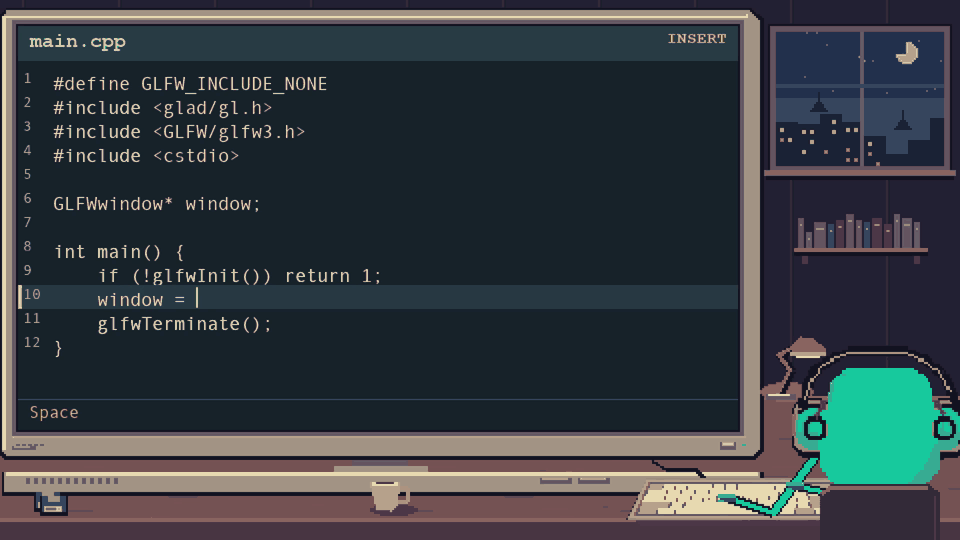 main.cpp
INSERT
1 #define GLFW_INCLUDE_NONE
2 #include <glad/gl.h>
3 #include <GLFW/glfw3.h>
4 #include <cstdio>
5
6 GLFWwindow* window;
7
8 int main() {
9     if (!glfwInit()) return 1;
10     window = 
11     glfwTerminate();
12 }
Space